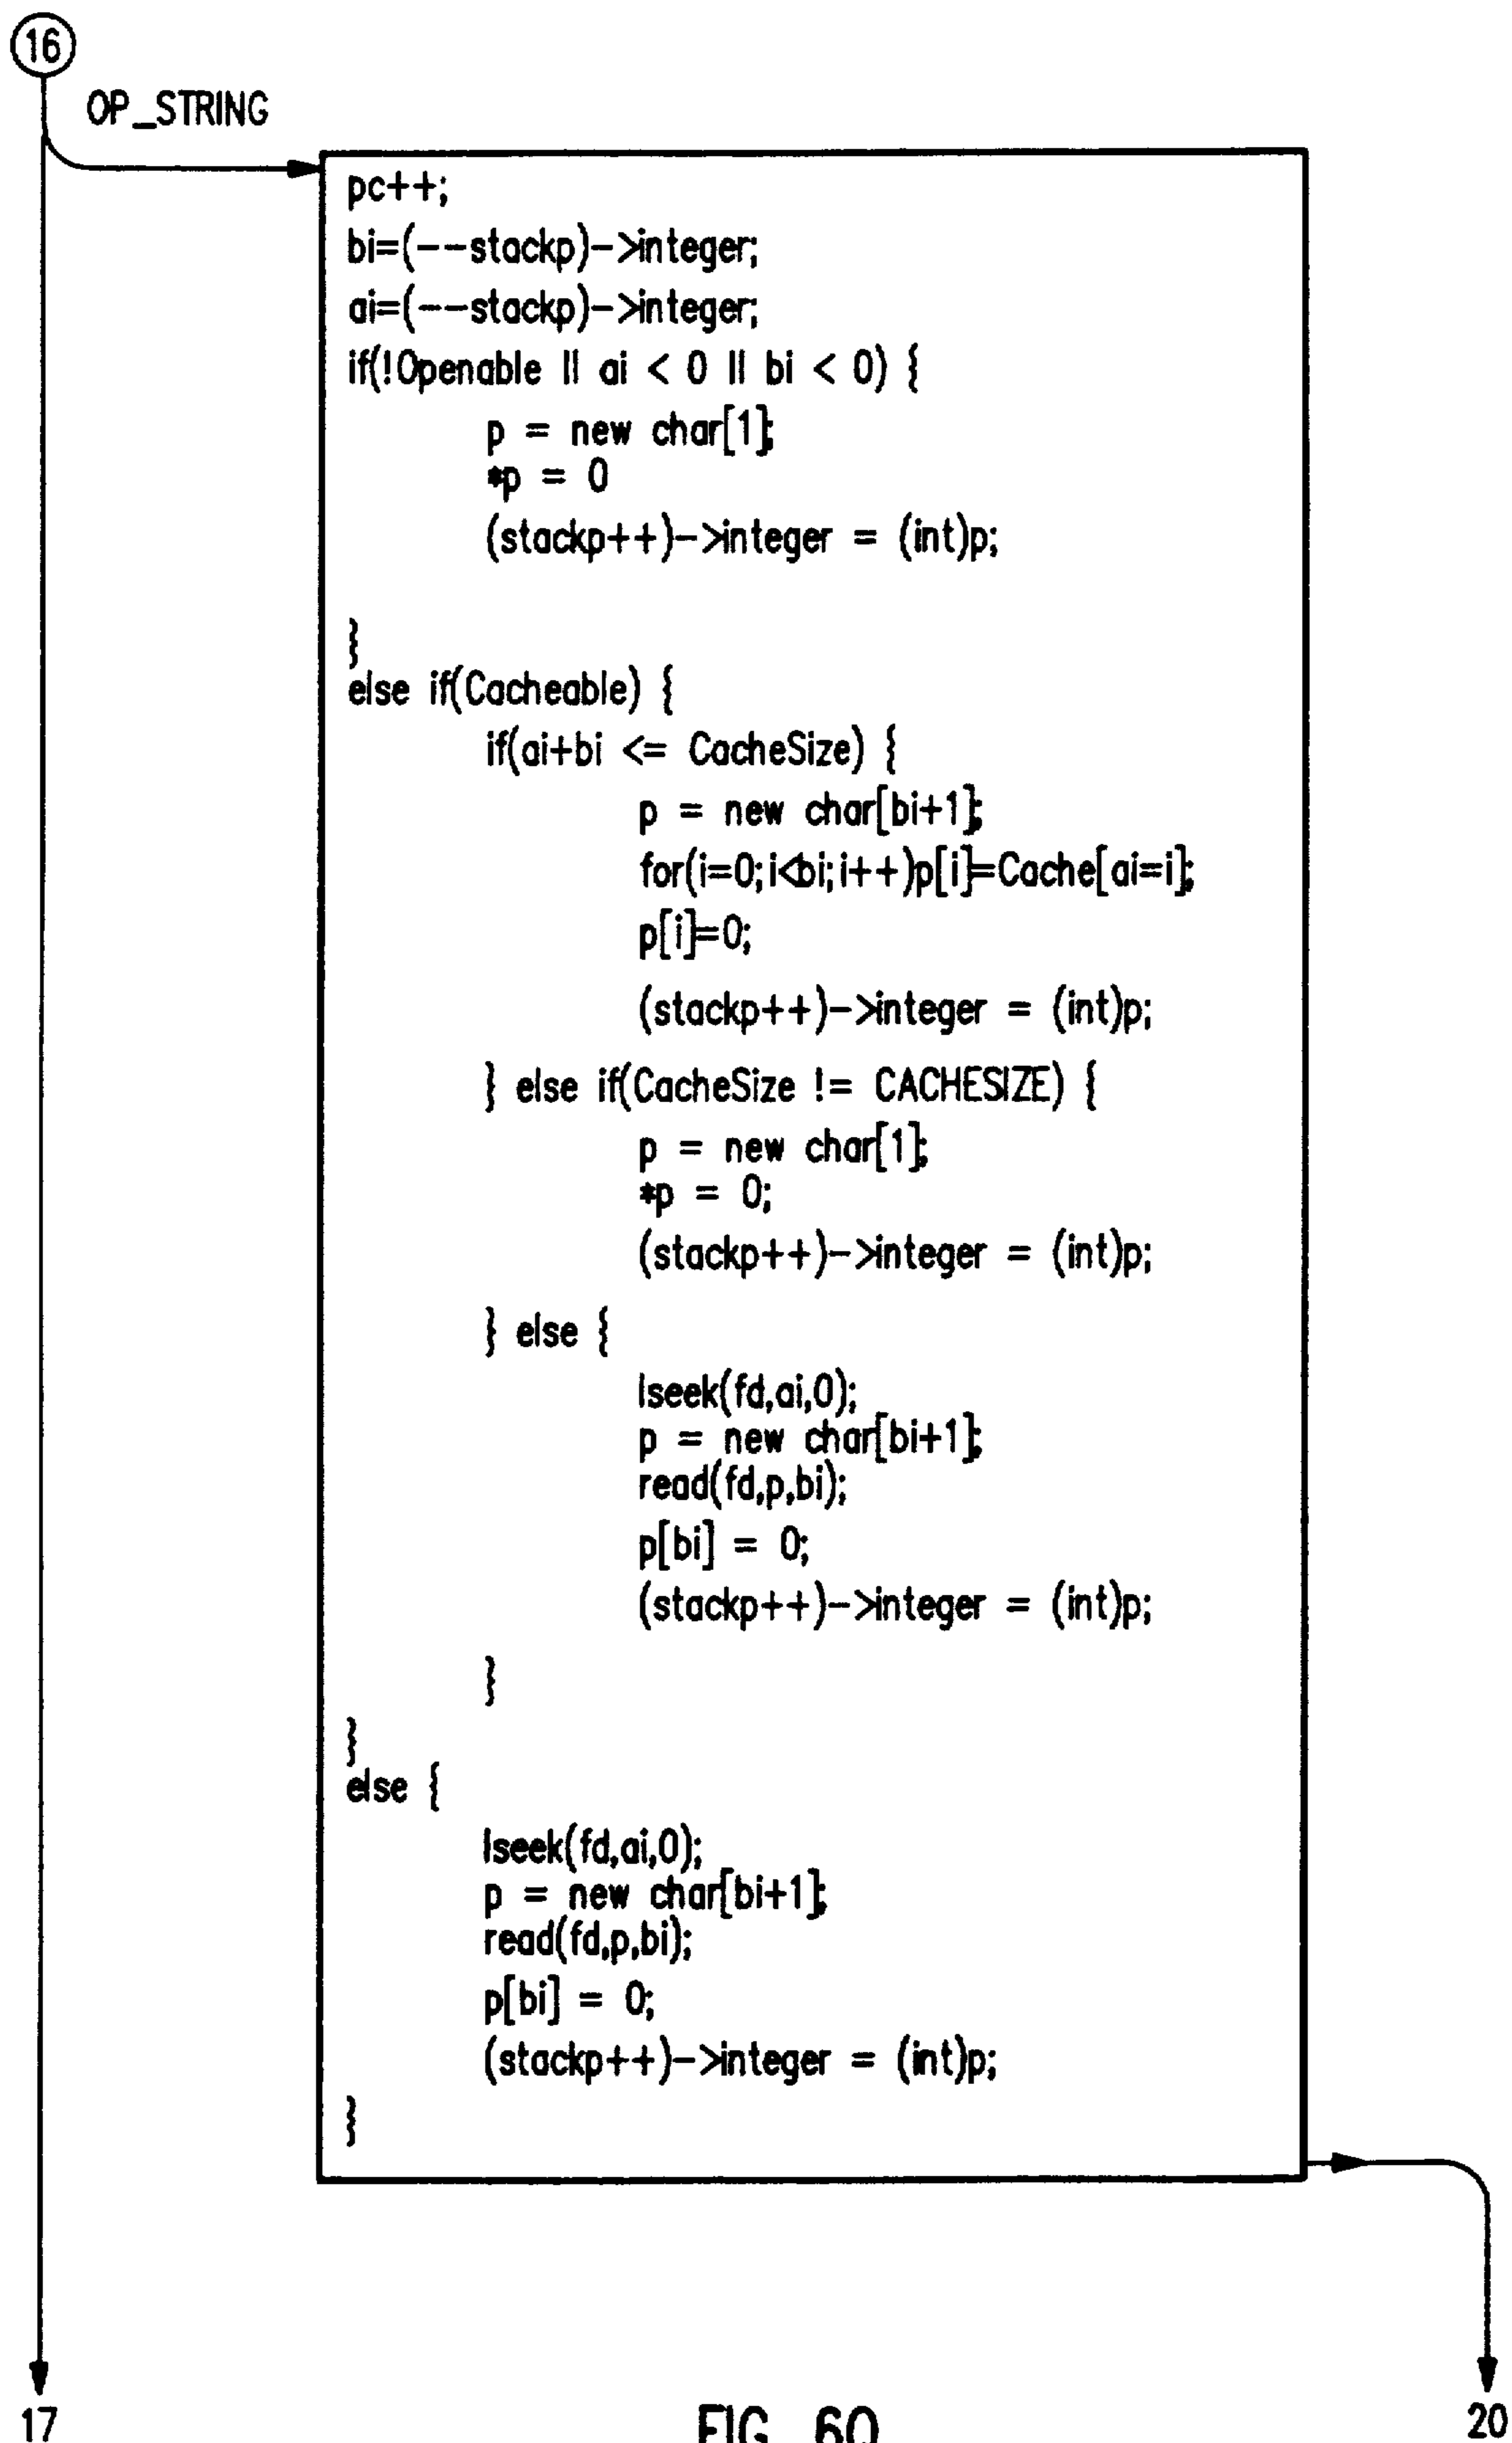 16
OP_STRING
pc++;
bi=(--stackp)->integer;
ai=(--stackp)->integer;
if(!Openable || ai < 0 || bi < 0) {
p = new char[1];
*p = 0
(stackp++)->integer = (int)p;
}
else if(Cacheable) {
if(ai+bi <= CacheSize) {
p = new char[bi+1];
for(i=0;i<bi;i++)p[i]=Cache[ai=i];
p[i]=0;
(stackp++)->integer = (int)p;
} else if(CacheSize != CACHESIZE) {
p = new char[1];
*p = 0;
(stackp++)->integer = (int)p;
} else {
lseek(fd,ai,0);
p = new char[bi+1];
read(fd,p,bi);
p[bi] = 0;
(stackp++)->integer = (int)p;
}
}
else {
lseek(fd,ai,0);
p = new char[bi+1];
read(fd,p,bi);
p[bi] = 0;
(stackp++)->integer = (int)p;
}
17
FIG. 6O
20